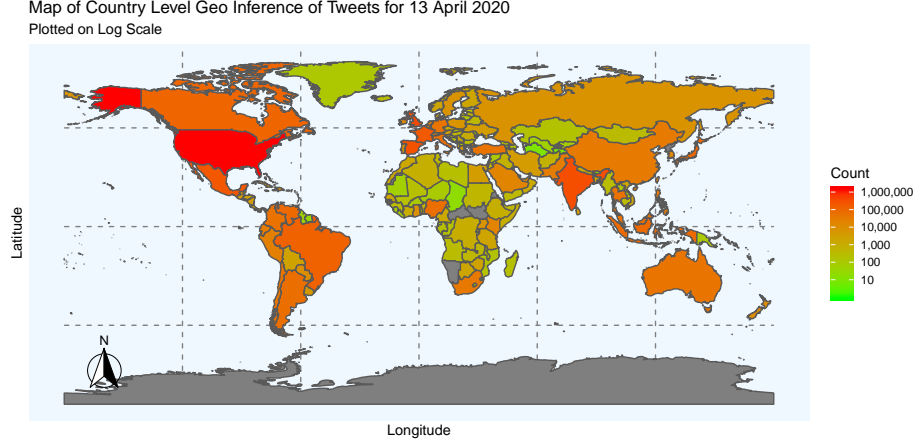 Map of Country Level Geo Inference of Tweets for 13 April 2020
Plotted on Log Scale
N
Latitude
Longitude
Count
1,000,000
100,000
10,000
1,000
100
10